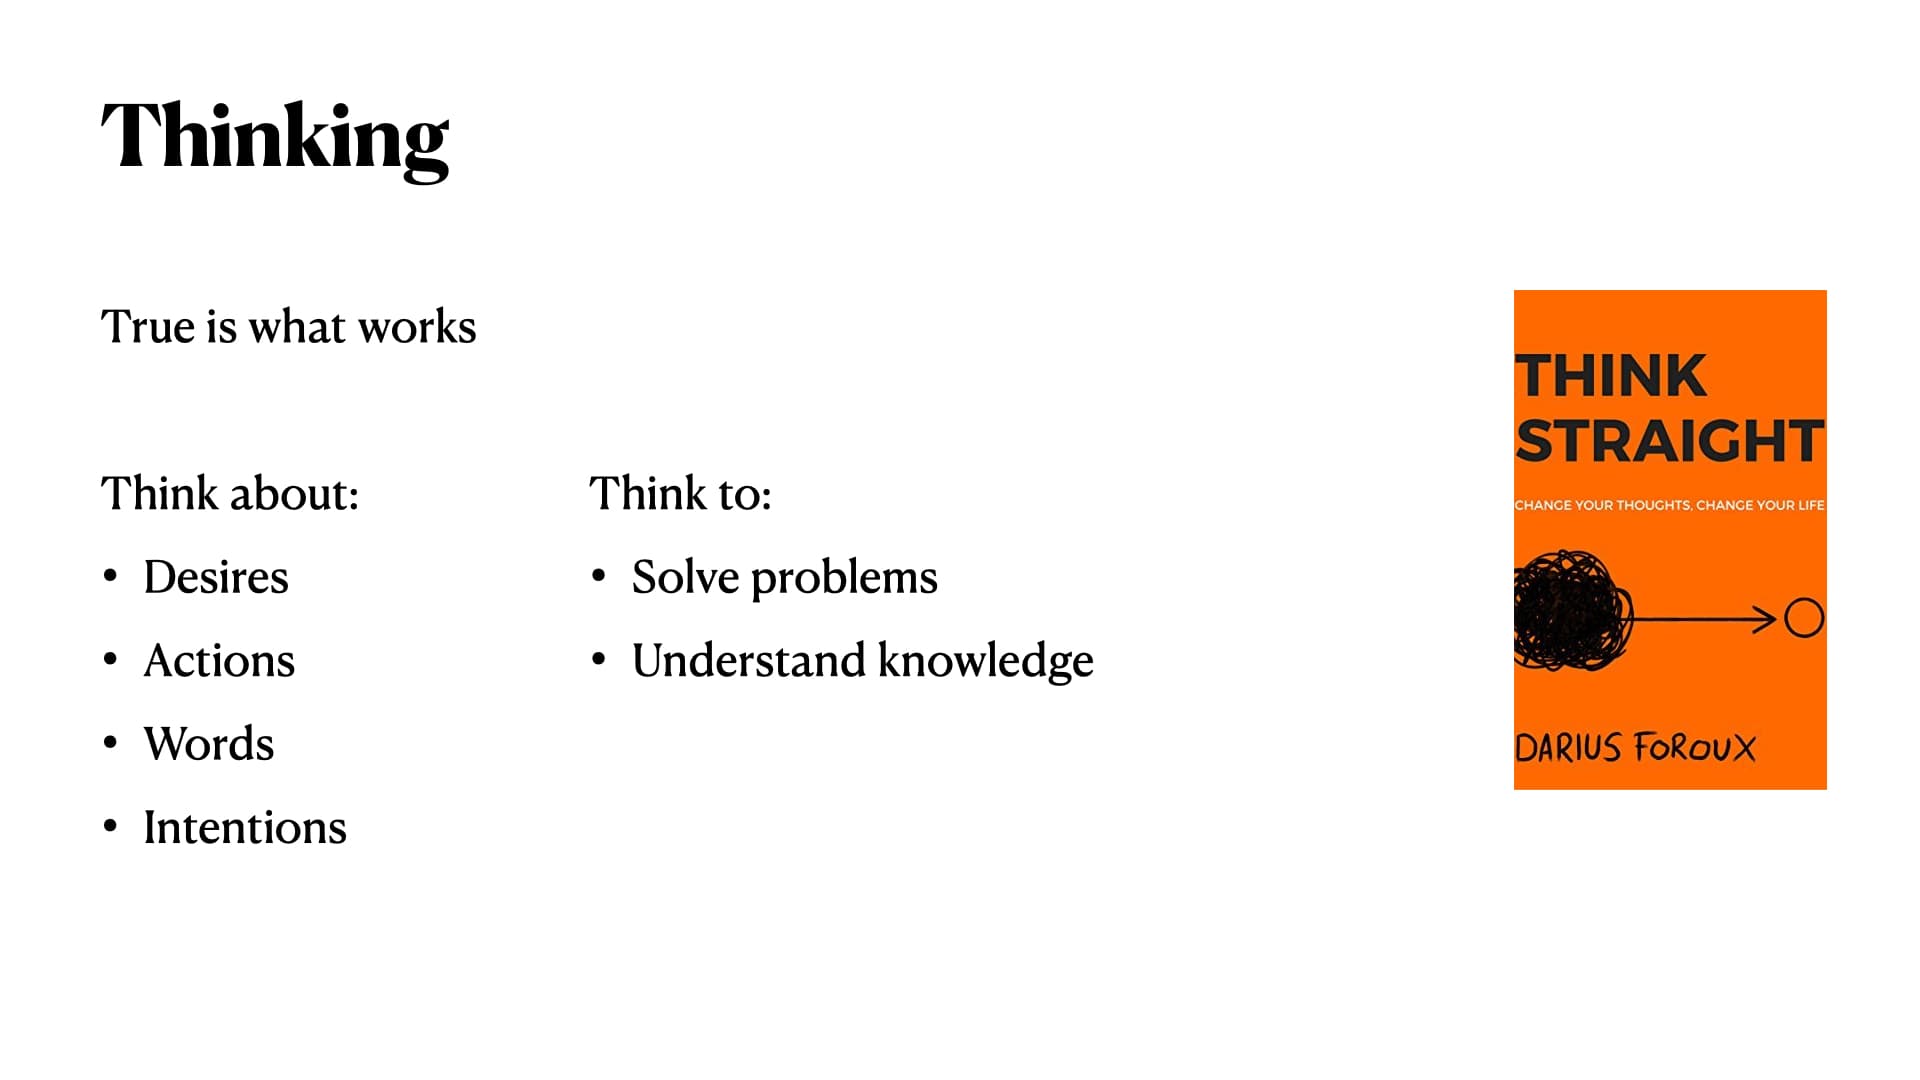 Thinking
True is what works
Think about:
• Desires
• Actions
• Words
• Intentions
Think to:
• Solve problems
• Understand knowledge
THINK
STRAIGHT
CHANGE YOUR THOUGHTS, CHANGE YOUR LIFE
DARIUS FOROUX